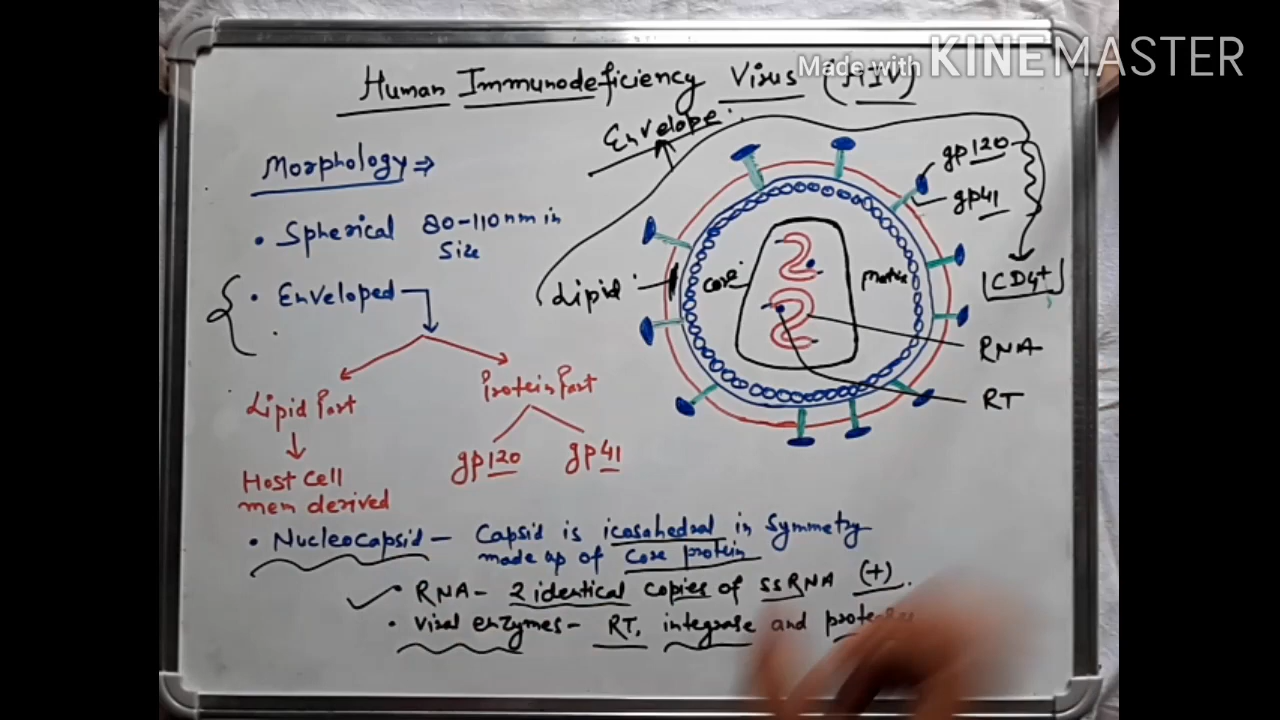 Made with KINEMASTER
Human Immunodeficiency Virus (HIV)
Envelope
Morphology ⇒
• Spherical 80-110nm in
size
• Enveloped
Lipid Part
Host cell
mem derived
Protein Part
gp120 gp41
gp120
gp41
CD4+
Lipid
core
matrix
RNA
RT
• Nucleocapsid - Capsid is icosahedral in symmetry
made up of core protein
RNA - 2 identical copies of ssRNA (+).
• Viral enzymes - RT, integrase and